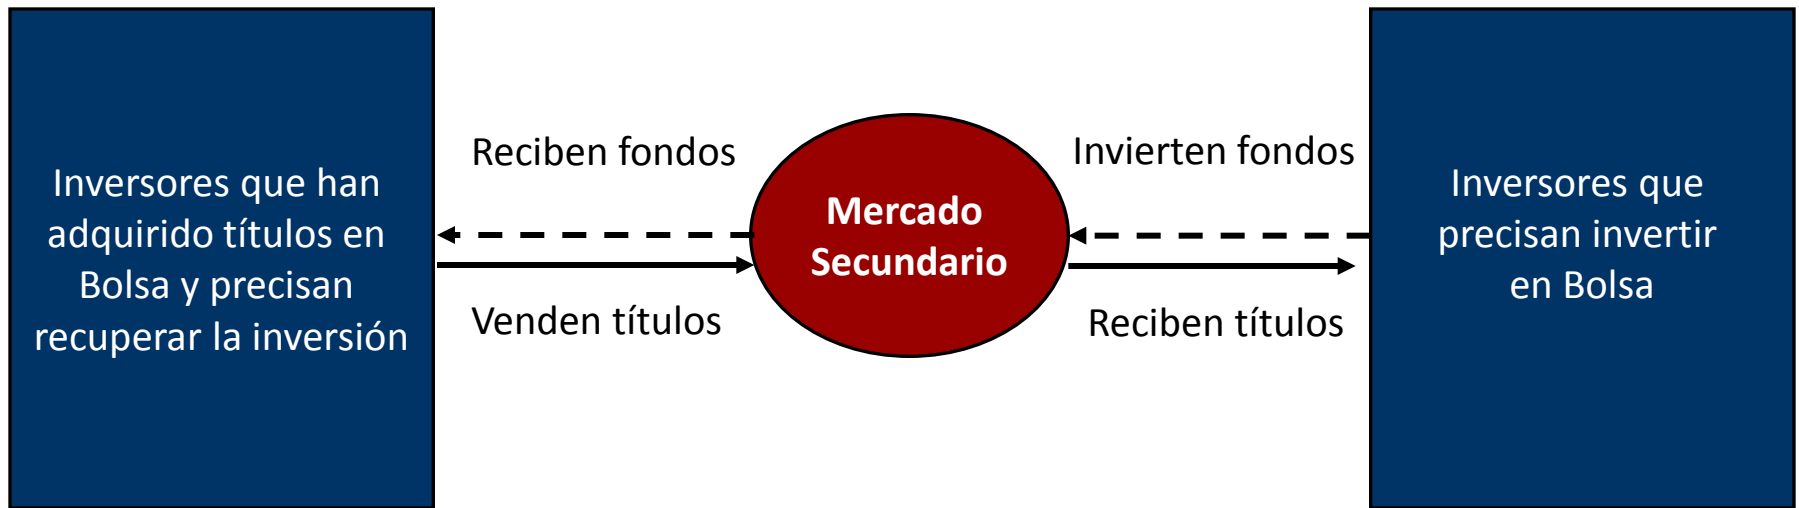 Inversores que han
adquirido títulos en
Bolsa y precisan
recuperar la inversión
Reciben fondos
Venden títulos
Mercado
Secundario
Invierten fondos
Reciben títulos
Inversores que
precisan invertir
en Bolsa